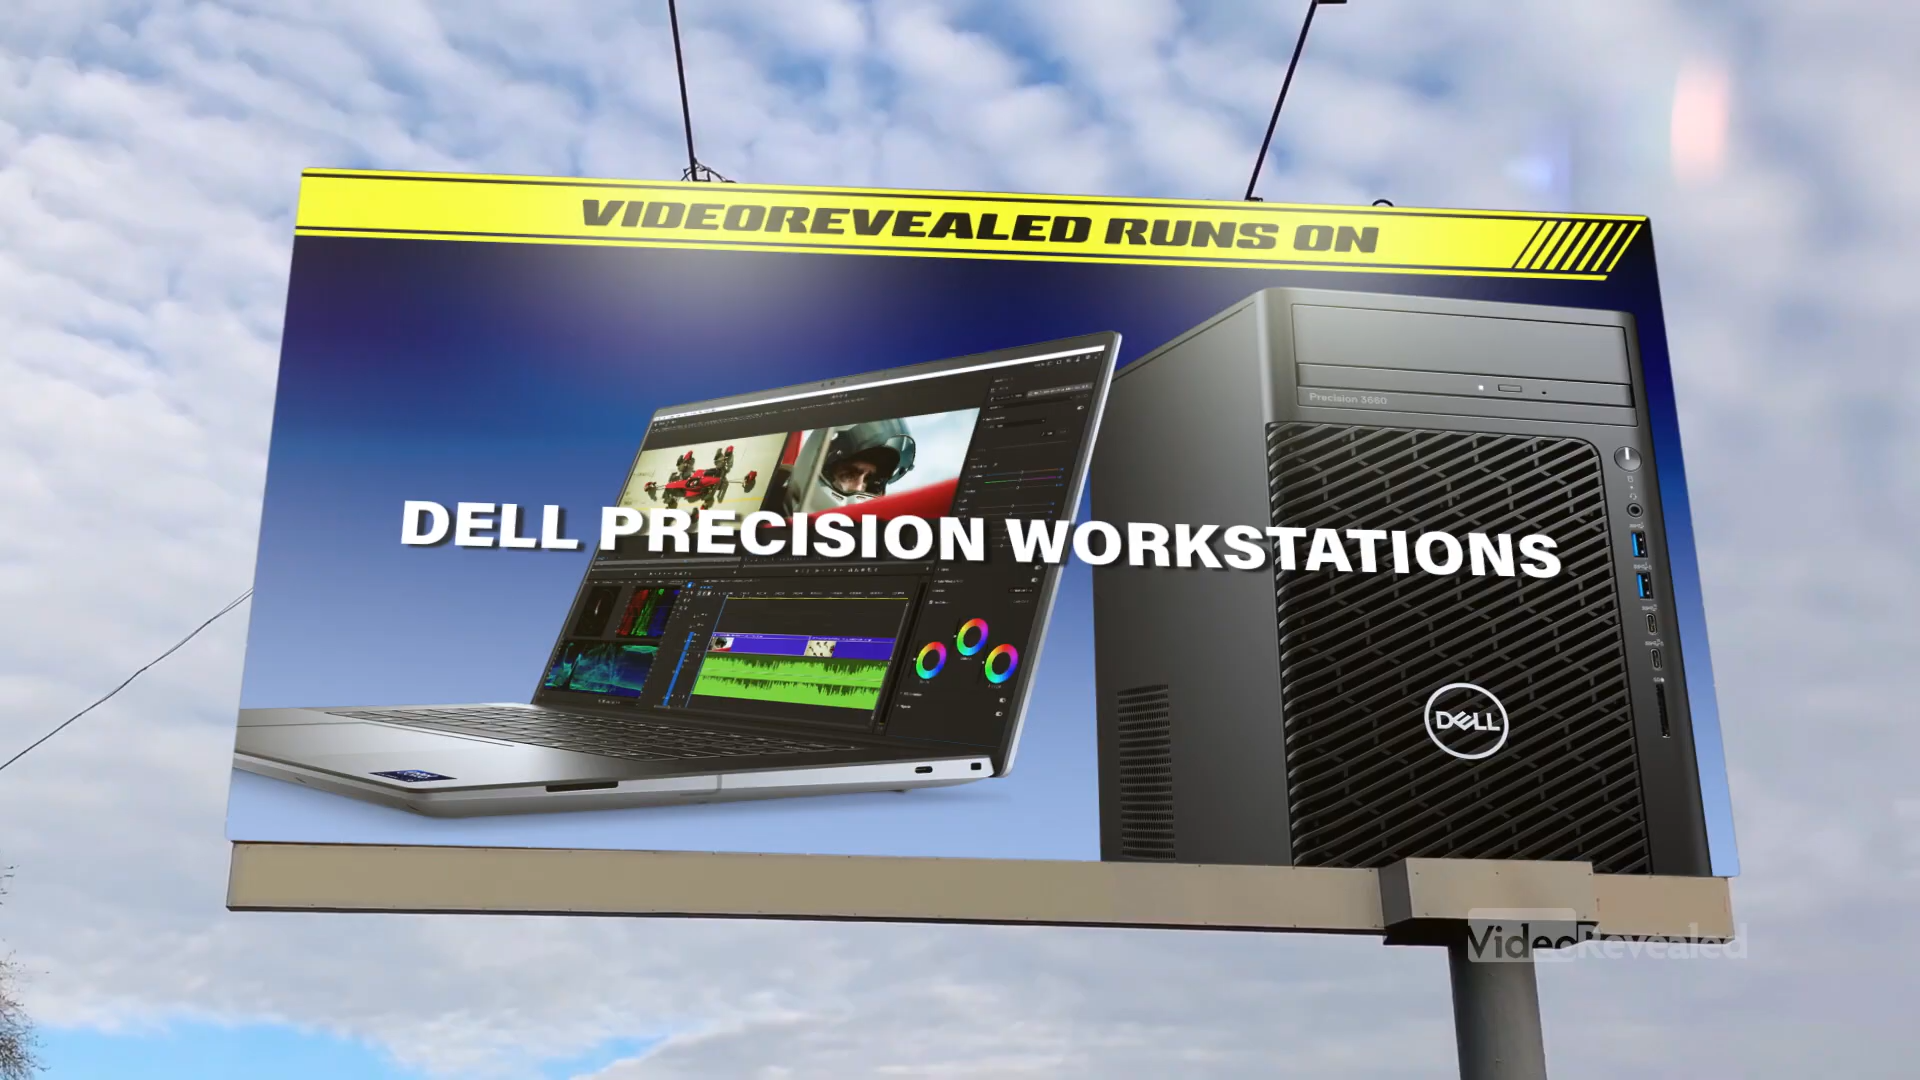 VIDEOREVEALED RUNS ON
Precision 3660
DELL PRECISION WORKSTATIONS
DELL
VideoRevealed